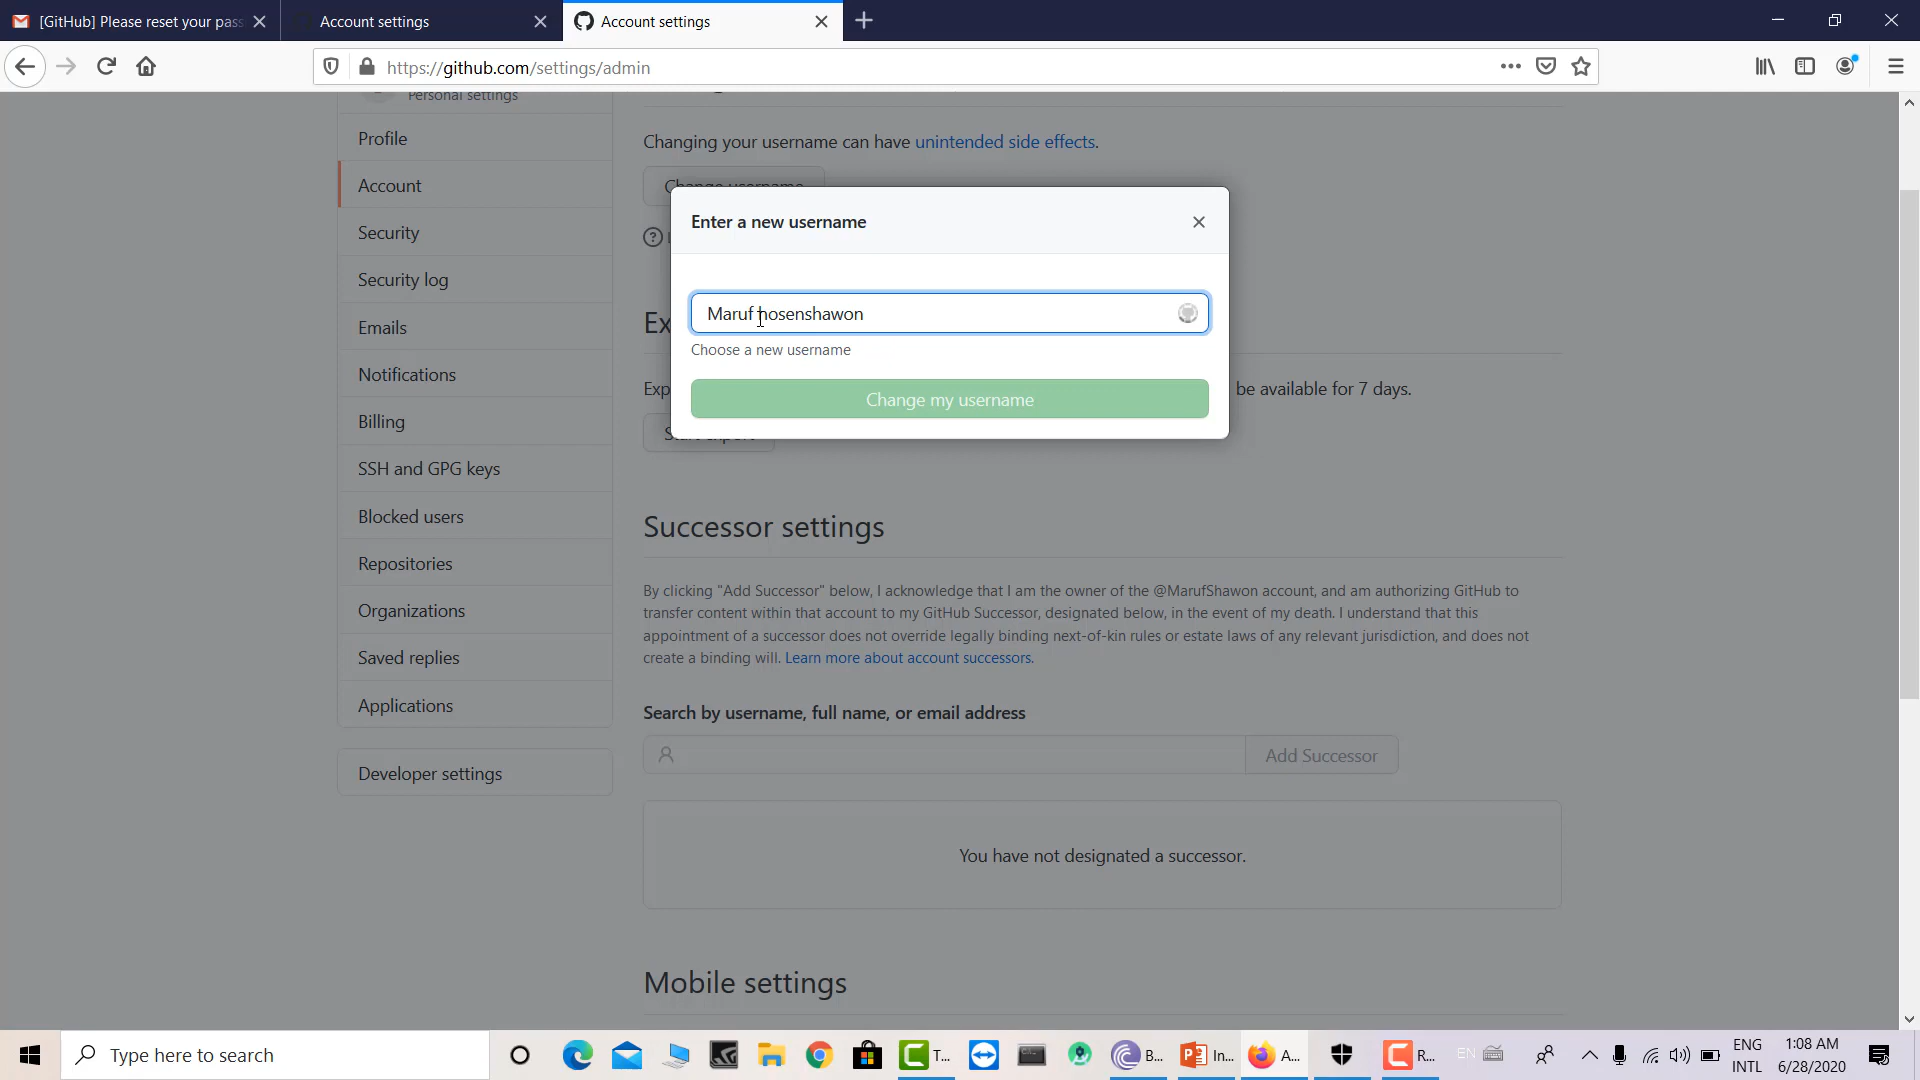 [GitHub] Please reset your pass
Account settings
Account settings
https://github.com/settings/admin
Personal settings
Profile
Account
Security
Security log
Emails
Notifications
Billing
SSH and GPG keys
Blocked users
Repositories
Organizations
Saved replies
Applications
Developer settings
Changing your username can have unintended side effects.
Change username
Enter a new username
Maruf hosenshawon
Choose a new username
Change my username
Ex
Exp
be available for 7 days.
Start export
Successor settings
By clicking "Add Successor" below, I acknowledge that I am the owner of the @MarufShawon account, and am authorizing GitHub to
transfer content within that account to my GitHub Successor, designated below, in the event of my death. I understand that this
appointment of a successor does not override legally binding next-of-kin rules or estate laws of any relevant jurisdiction, and does not
create a binding will. Learn more about account successors.
Search by username, full name, or email address
Add Successor
You have not designated a successor.
Mobile settings
Type here to search
T...
B...
In...
A...
R...
EN
ENG
INTL
1:08 AM
6/28/2020